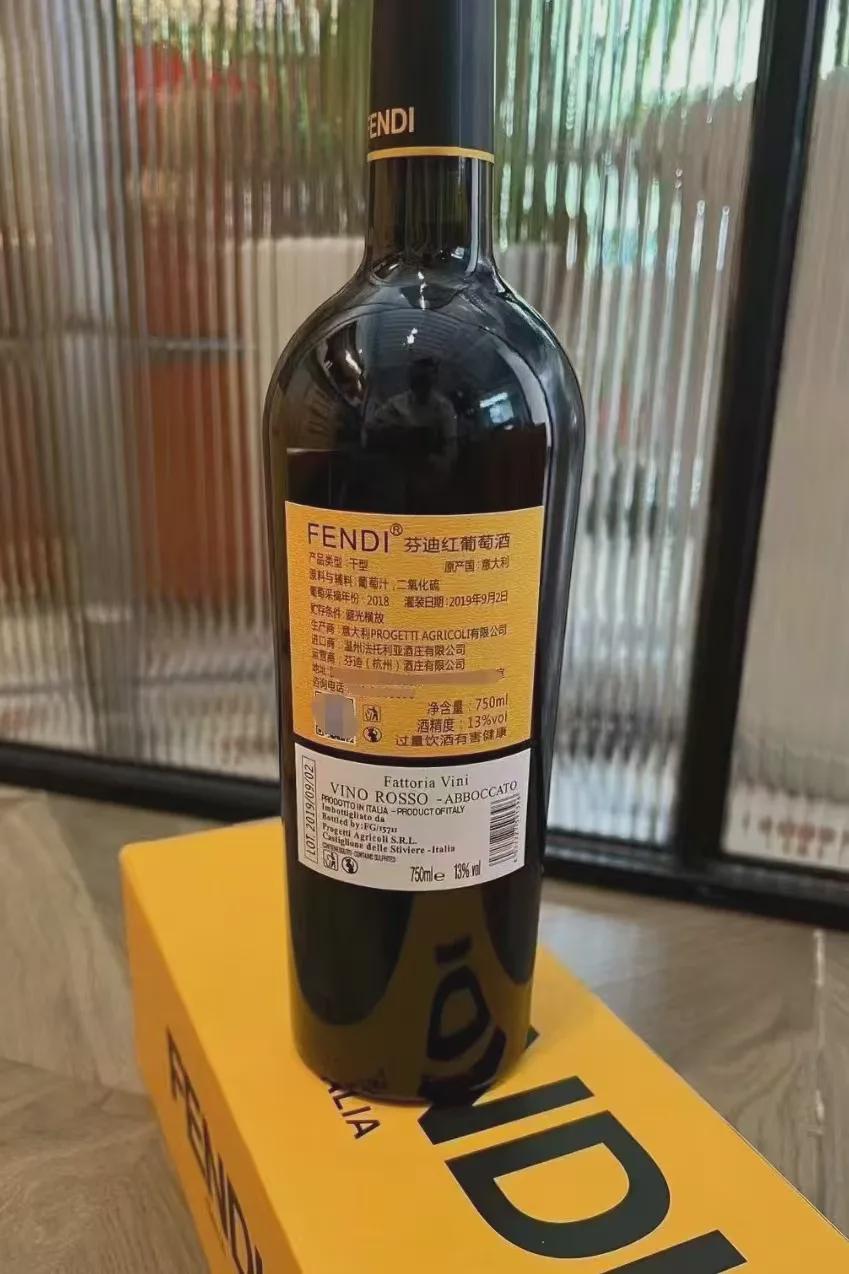 FENDI
FENDI® 芬迪红葡萄酒
产品类型：干型 原产国：意大利
原料与辅料：葡萄汁，二氧化硫
葡萄采摘年份：2018 灌装日期：2019年9月2日
贮存条件：避光横放
生产商：意大利PROGETTI AGRICOLI有限公司
进口商：温州法托利亚酒庄有限公司
运营商：芬迪（杭州）酒庄有限公司
地址
咨询电话
净含量：750ml
酒精度：13%vol
过量饮酒有害健康
LOT 2019/09/02
Fattoria Vini
VINO ROSSO - ABBOCCATO
PRODOTTO IN ITALIA - PRODUCT OF ITALY
Imbottigliato da
Bottled by:FG/15711
Progetti Agricoli S.R.L.
Castiglione delle Stiviere -Italia
750ml e 13% vol
ALIA
NDI
FENDI